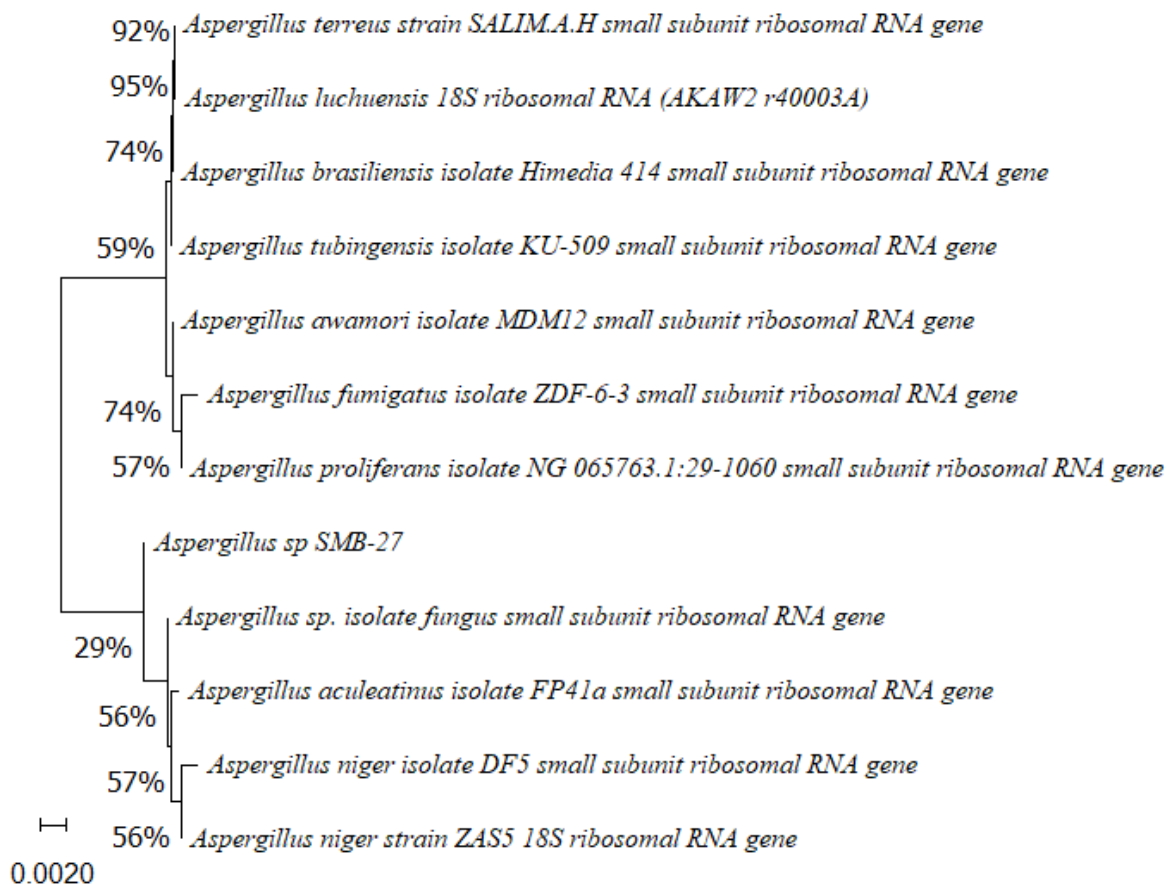 92% Aspergillus terreus strain SALIM.A.H small subunit ribosomal RNA gene
95%
Aspergillus luchuensis 18S ribosomal RNA (AKAW2 r40003A)
74%
Aspergillus brasiliensis isolate Himedia 414 small subunit ribosomal RNA gene
59% Aspergillus tubingensis isolate KU-509 small subunit ribosomal RNA gene
Aspergillus awamori isolate MDM12 small subunit ribosomal RNA gene
Aspergillus fumigatus isolate ZDF-6-3 small subunit ribosomal RNA gene
74%
57% Aspergillus proliferans isolate NG 065763.1:29-1060 small subunit ribosomal RNA gene
Aspergillus sp SMB-27
Aspergillus sp. isolate fungus small subunit ribosomal RNA gene
29%
Aspergillus aculeatinus isolate FP41a small subunit ribosomal RNA gene
56%
Aspergillus niger isolate DF5 small subunit ribosomal RNA gene
57%
56% Aspergillus niger strain ZAS5 18S ribosomal RNA gene
0.0020